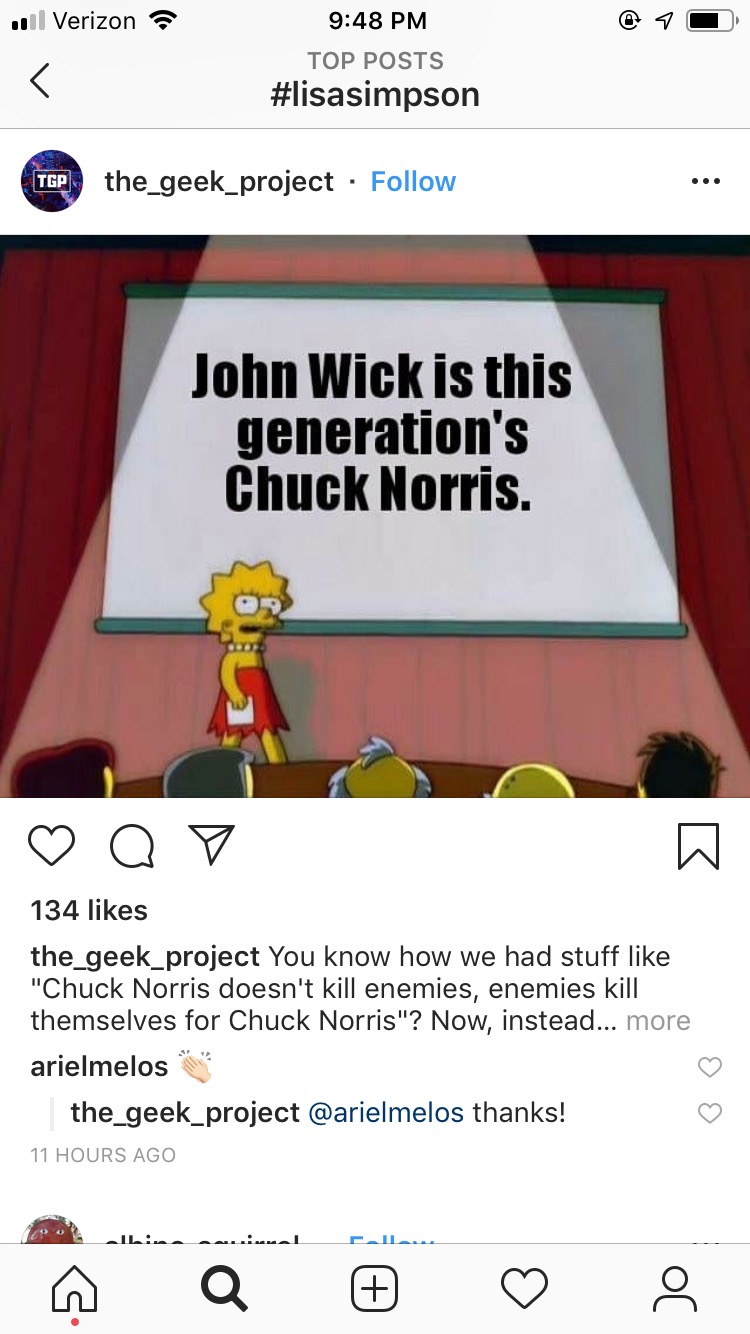 Verizon 9:48 PM
TOP POSTS
#lisasimpson
TGP
the_geek_project · Follow
John Wick is this
generation's
Chuck Norris.
134 likes
the_geek_project You know how we had stuff like
"Chuck Norris doesn't kill enemies, enemies kill
themselves for Chuck Norris"? Now, instead... more
arielmelos 👏🏻
the_geek_project @arielmelos thanks!
11 HOURS AGO